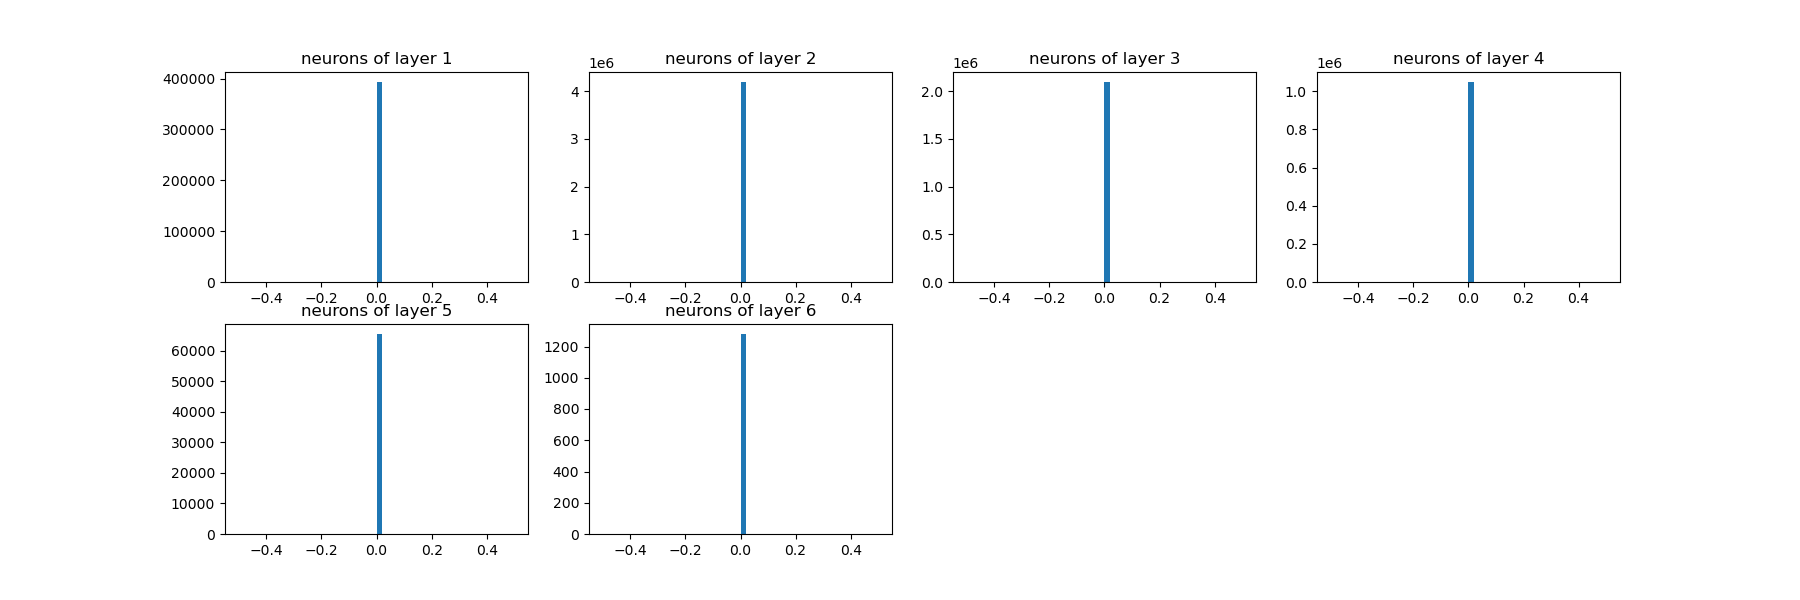 neurons of layer 1
400000
300000
200000
100000
0
−0.4 −0.2 0.0 0.2 0.4
neurons of layer 2
1e6
4
3
2
1
0
−0.4 −0.2 0.0 0.2 0.4
neurons of layer 3
1e6
2.0
1.5
1.0
0.5
0.0
−0.4 −0.2 0.0 0.2 0.4
neurons of layer 4
1e6
1.0
0.8
0.6
0.4
0.2
0.0
−0.4 −0.2 0.0 0.2 0.4
neurons of layer 5
60000
50000
40000
30000
20000
10000
0
−0.4 −0.2 0.0 0.2 0.4
neurons of layer 6
1200
1000
800
600
400
200
0
−0.4 −0.2 0.0 0.2 0.4